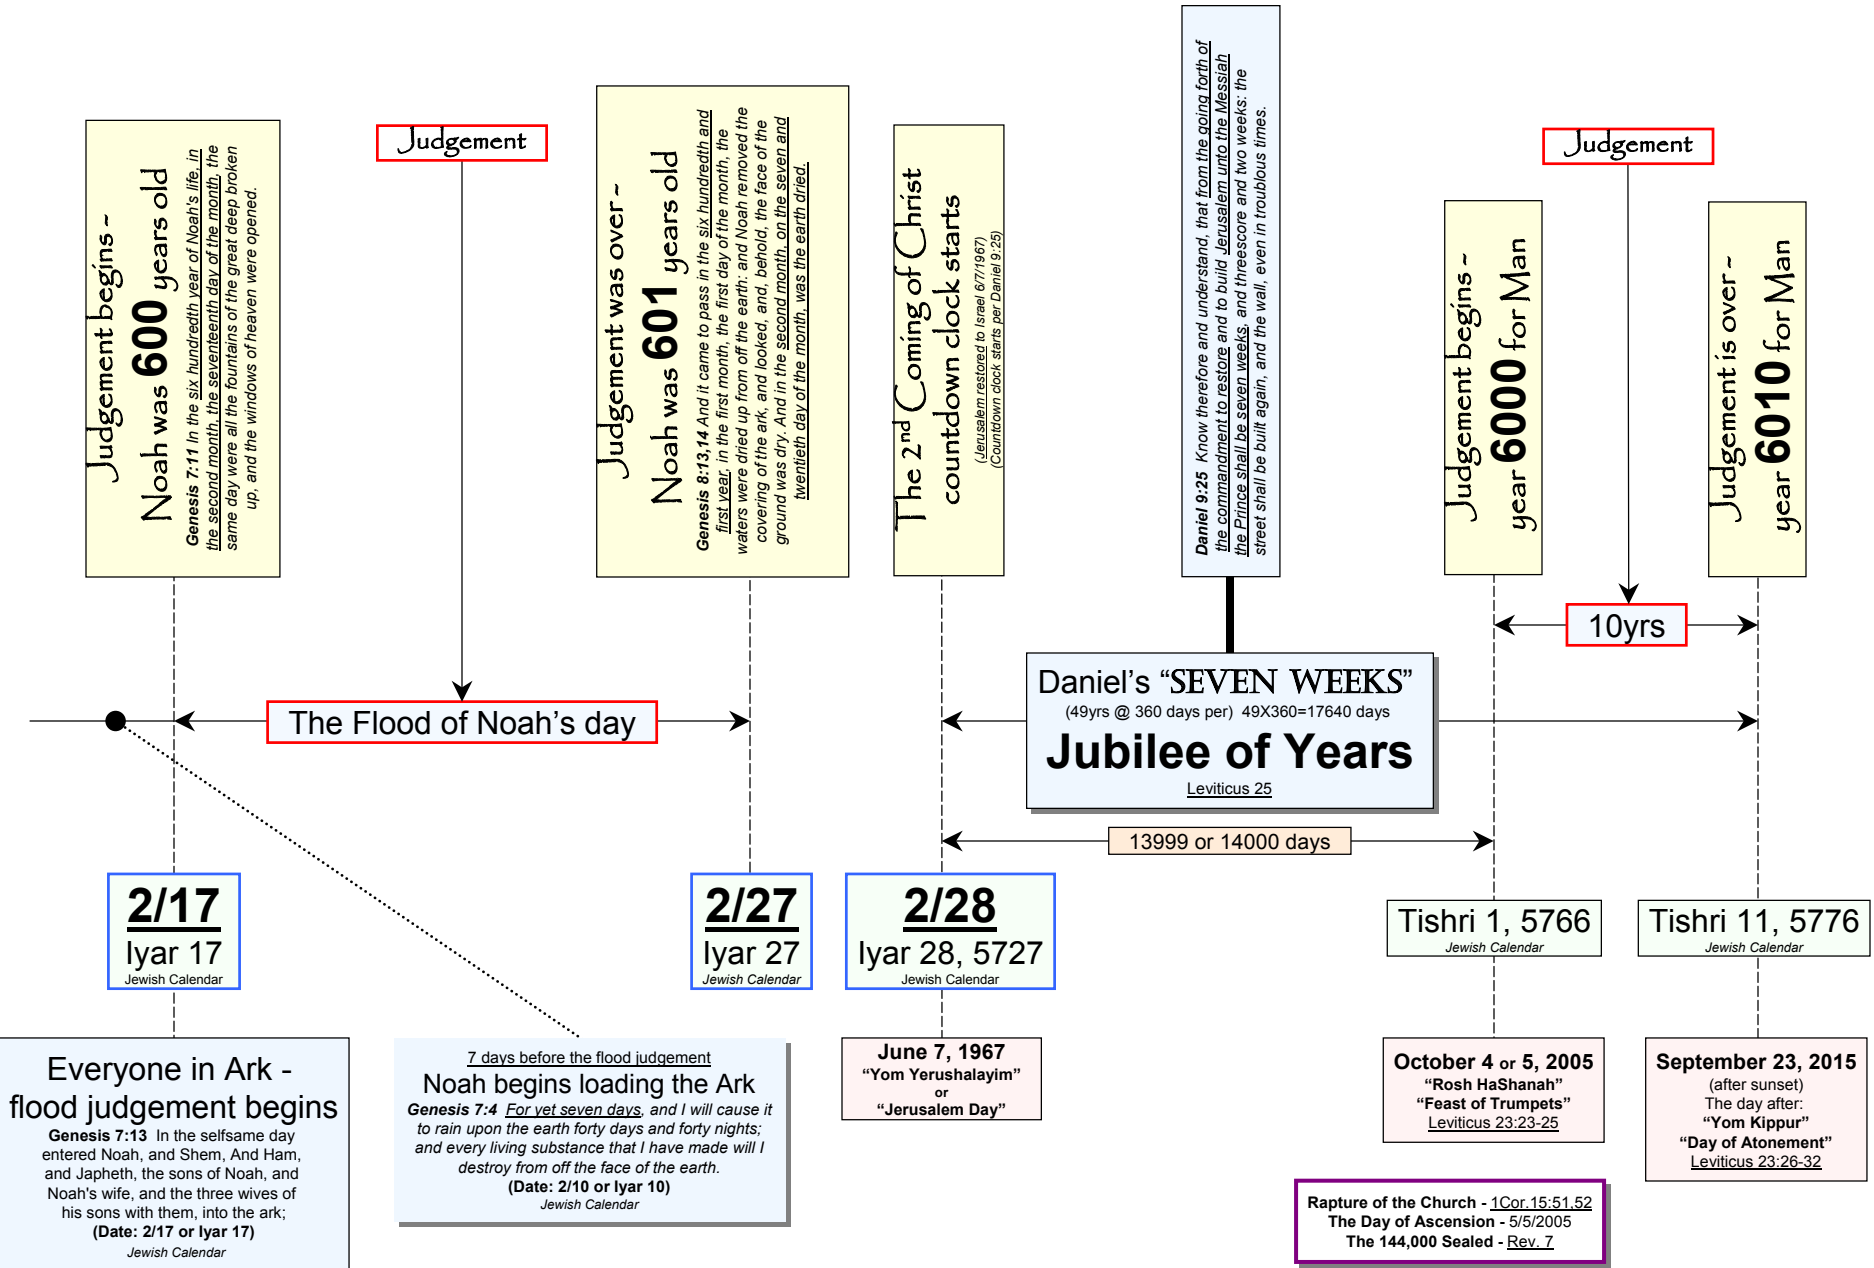 Judgement begins ~
Noah was 600 years old
Genesis 7:11 In the six hundredth year of Noah's life, in
the second month, the seventeenth day of the month, the
same day were all the fountains of the great deep broken
up, and the windows of heaven were opened.
Judgement
Judgement was over ~
Noah was 601 years old
Genesis 8:13,14 And it came to pass in the six hundredth and
first year, in the first month, the first day of the month, the
waters were dried up from off the earth: and Noah removed the
covering of the ark, and looked, and, behold, the face of the
ground was dry. And in the second month, on the seven and
twentieth day of the month, was the earth dried.
The 2nd Coming of Christ
countdown clock starts
(Jerusalem restored to Israel 6/7/1967)
(Countdown clock starts per Daniel 9:25)
Daniel 9:25 Know therefore and understand, that from the going forth of
the commandment to restore and to build Jerusalem unto the Messiah
the Prince shall be seven weeks, and threescore and two weeks: the
street shall be built again, and the wall, even in troublous times.
Judgement
Judgement begins ~
year 6000 for Man
Judgement is over ~
year 6010 for Man
10yrs
The Flood of Noah's day
Daniel's “SEVEN WEEKS”
(49yrs @ 360 days per) 49X360=17640 days
Jubilee of Years
Leviticus 25
13999 or 14000 days
2/17
Iyar 17
Jewish Calendar
2/27
Iyar 27
Jewish Calendar
2/28
Iyar 28, 5727
Jewish Calendar
Tishri 1, 5766
Jewish Calendar
Tishri 11, 5776
Jewish Calendar
Everyone in Ark -
flood judgement begins
Genesis 7:13 In the selfsame day
entered Noah, and Shem, And Ham,
and Japheth, the sons of Noah, and
Noah's wife, and the three wives of
his sons with them, into the ark;
(Date: 2/17 or Iyar 17)
Jewish Calendar
7 days before the flood judgement
Noah begins loading the Ark
Genesis 7:4 For yet seven days, and I will cause it
to rain upon the earth forty days and forty nights;
and every living substance that I have made will I
destroy from off the face of the earth.
(Date: 2/10 or Iyar 10)
Jewish Calendar
June 7, 1967
“Yom Yerushalayim”
or
“Jerusalem Day”
October 4 or 5, 2005
“Rosh HaShanah”
“Feast of Trumpets”
Leviticus 23:23-25
September 23, 2015
(after sunset)
The day after:
“Yom Kippur”
“Day of Atonement”
Leviticus 23:26-32
Rapture of the Church - 1Cor.15:51,52
The Day of Ascension - 5/5/2005
The 144,000 Sealed - Rev. 7